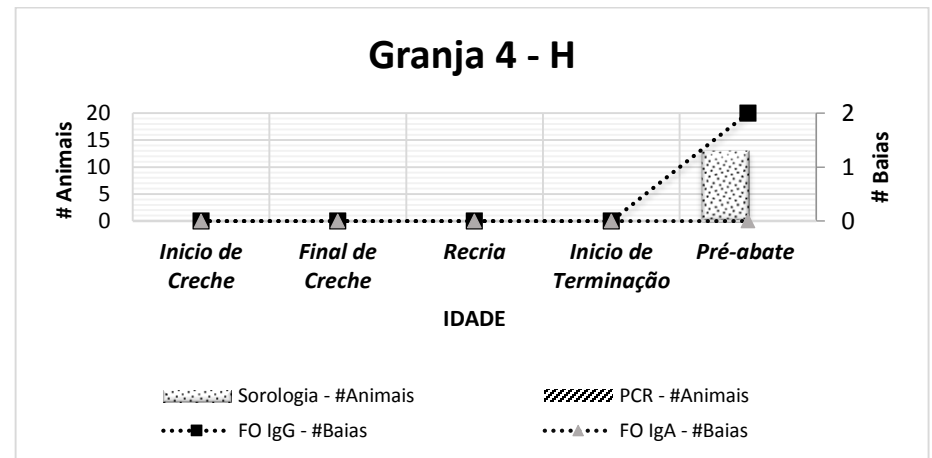 Granja 4 - H
# Animais
20
15
10
5
0
2
1
0
# Baias
Inicio de
Creche
Final de
Creche
Recria
Inicio de
Terminação
Pré-abate
IDADE
Sorologia - #Animais
PCR - #Animais
FO IgG - #Baias
FO IgA - #Baias